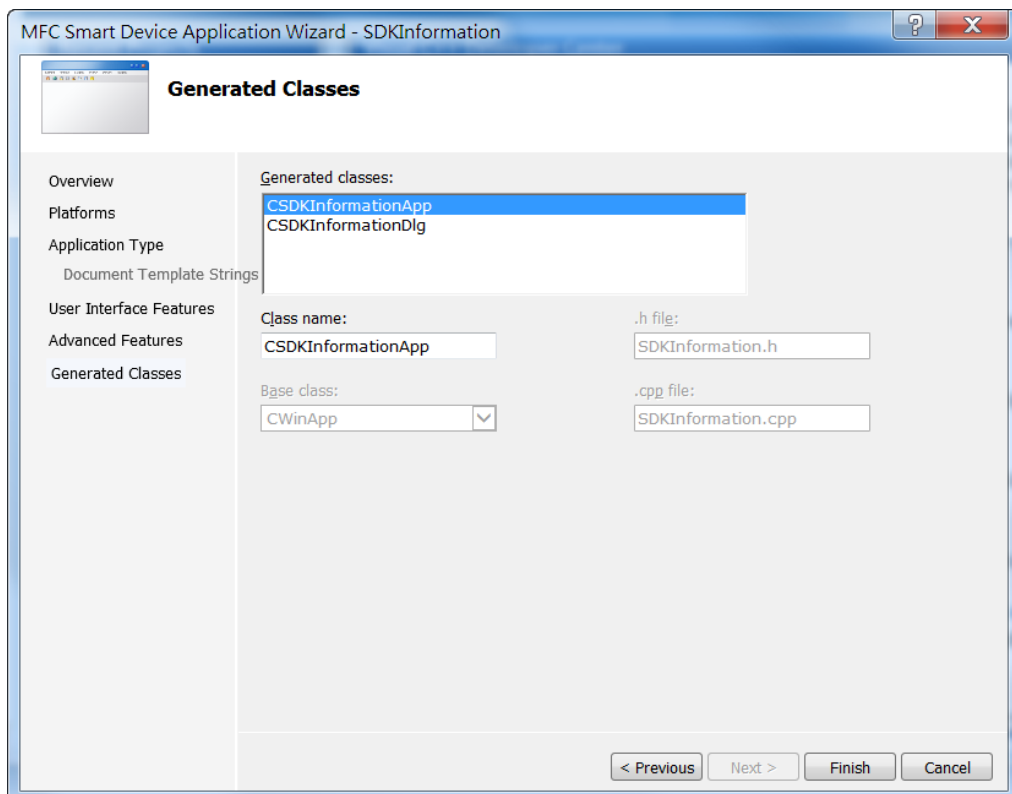 MFC Smart Device Application Wizard - SDKInformation
Generated Classes
Overview
Platforms
Application Type
Document Template Strings
User Interface Features
Advanced Features
Generated Classes
Generated classes:
CSDKInformationApp
CSDKInformationDlg
Class name:
.h file:
CSDKInformationApp
SDKInformation.h
Base class:
.cpp file:
CWinApp
SDKInformation.cpp
< Previous
Next >
Finish
Cancel